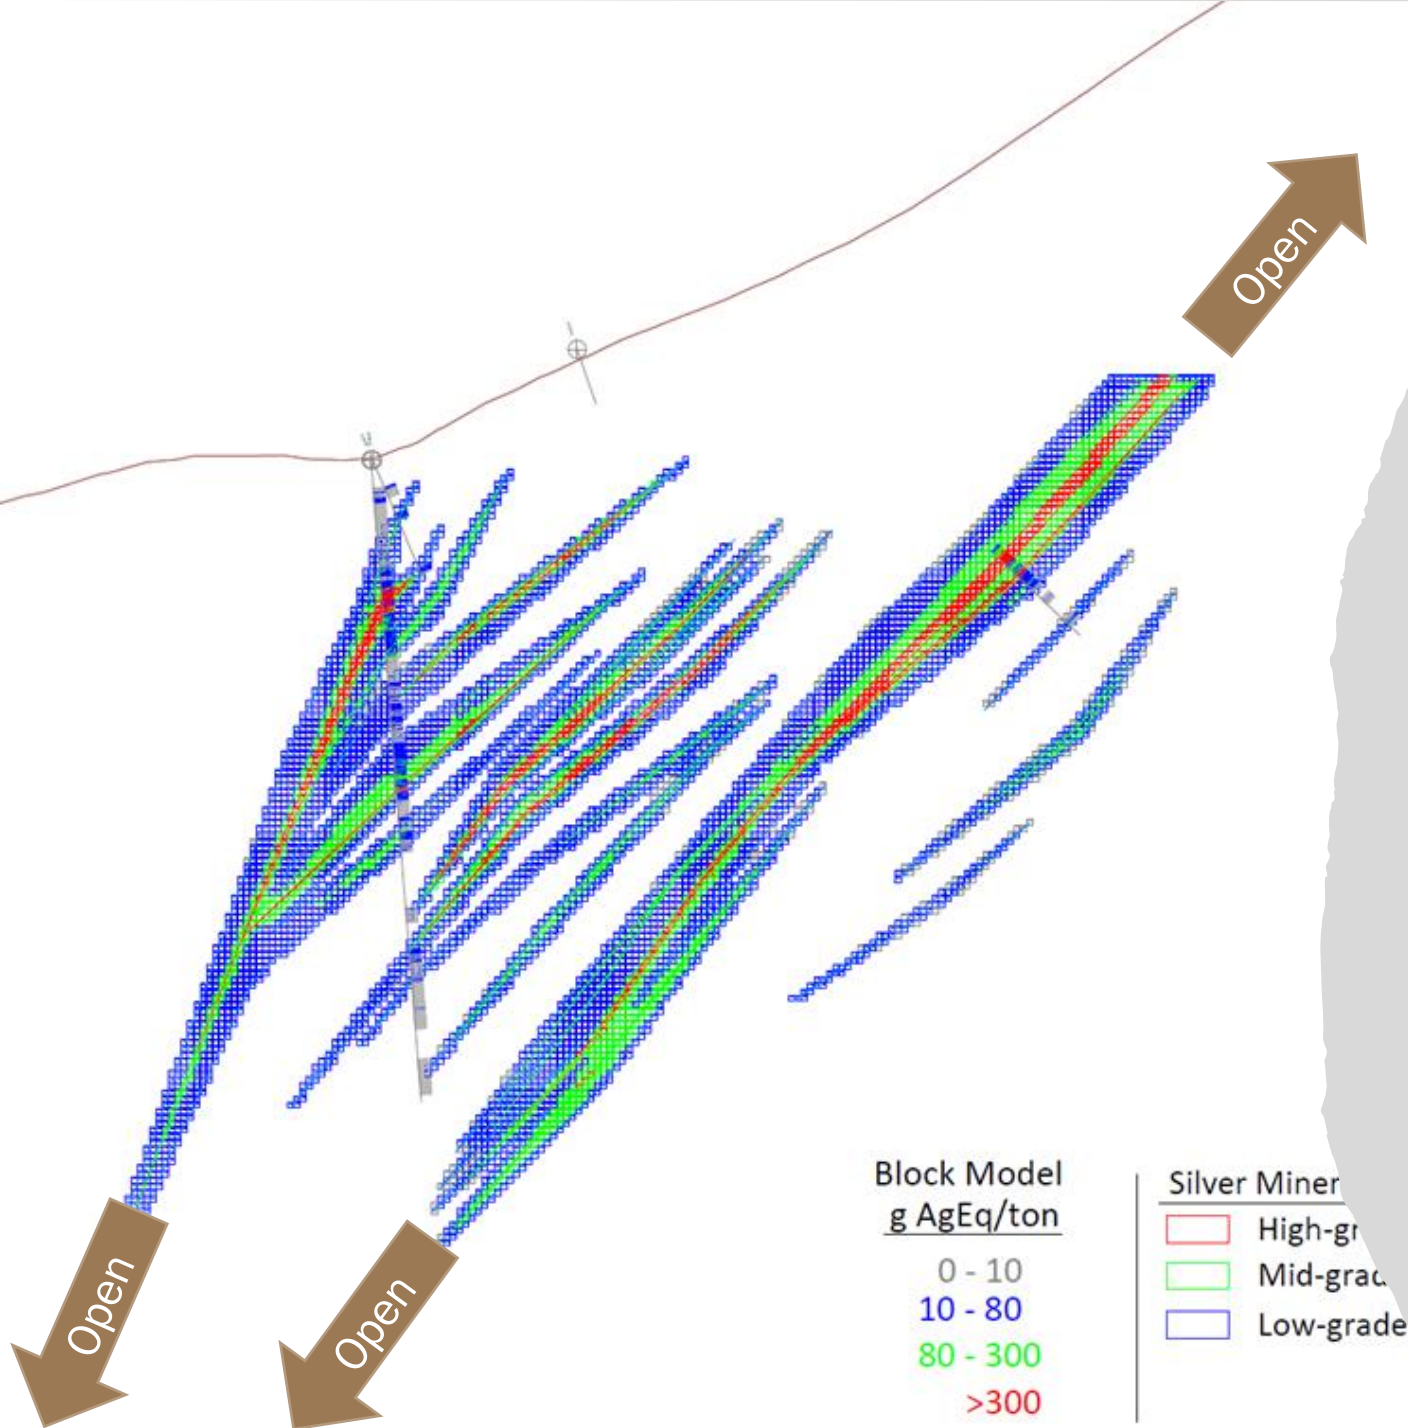 Open
Open
Open
Block Model
g AgEq/ton
0 - 10
10 - 80
80 - 300
>300
Silver Miner
High-gr
Mid-grad
Low-grade